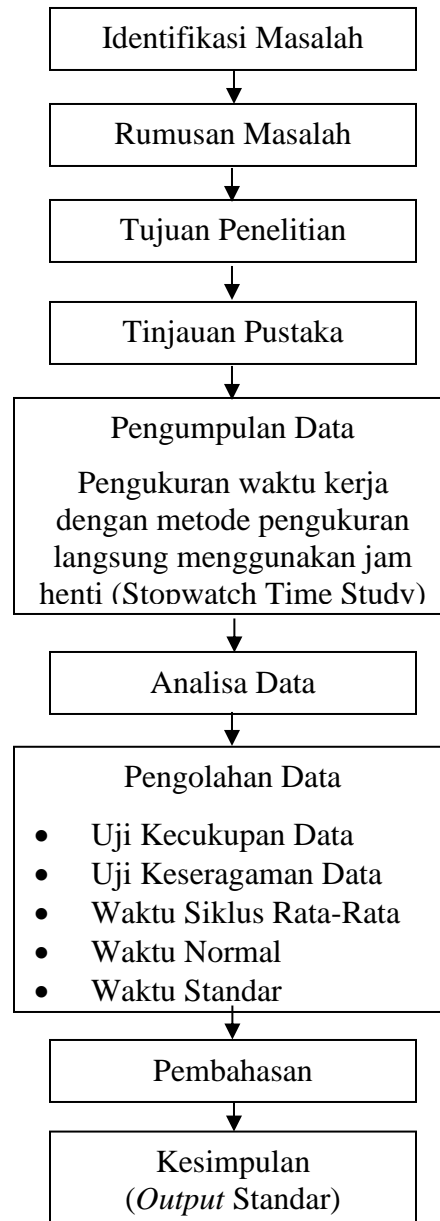 Identifikasi Masalah
Rumusan Masalah
Tujuan Penelitian
Tinjauan Pustaka
Pengumpulan Data
Pengukuran waktu kerja
dengan metode pengukuran
langsung menggunakan jam
henti (Stopwatch Time Study)
Analisa Data
Pengolahan Data
• Uji Kecukupan Data
• Uji Keseragaman Data
• Waktu Siklus Rata-Rata
• Waktu Normal
• Waktu Standar
Pembahasan
Kesimpulan
(Output Standar)